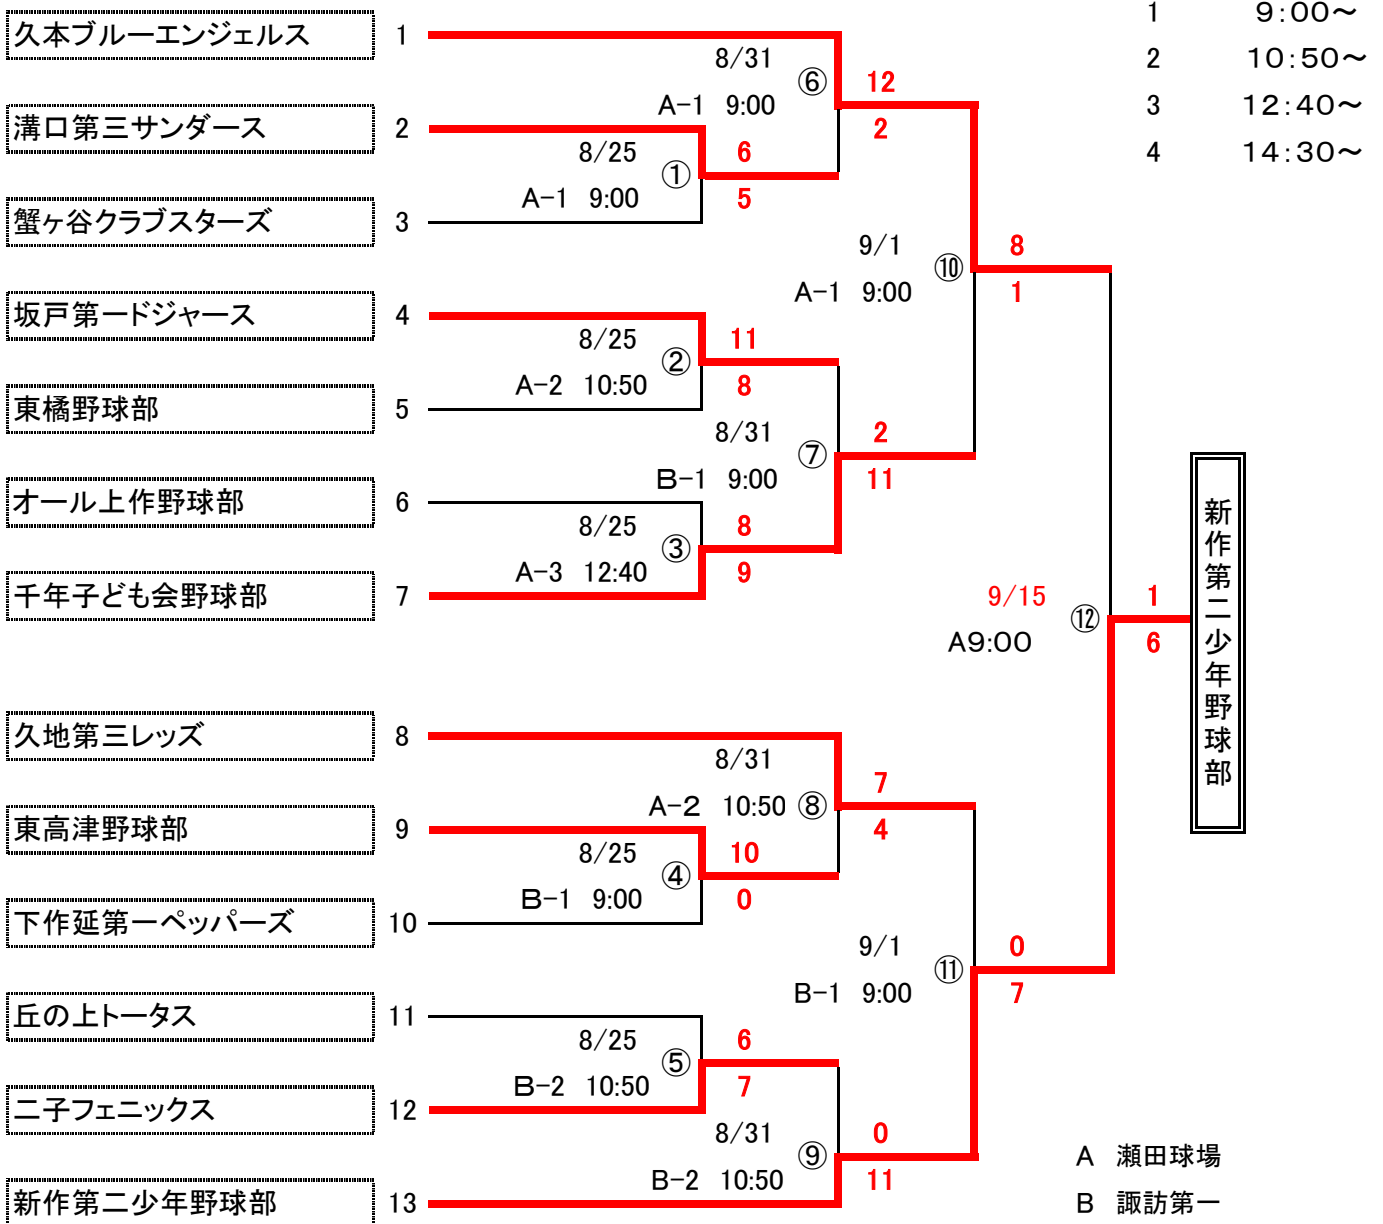 久本ブルーエンジェルス 1
1 9:00～
8/31
⑥ 12
2 10:50～
A-1 9:00
溝口第三サンダース 2
2
3 12:40～
8/25
① 6
4 14:30～
A-1 9:00
5
蟹ヶ谷クラブスターズ 3
9/1
⑩ 8
A-1 9:00
1
坂戸第一ドジャース 4
8/25
② 11
A-2 10:50
8
東橘野球部 5
8/31
⑦ 2
B-1 9:00
11
オール上作野球部 6
8/25
③ 8
A-3 12:40
9
千年子ども会野球部 7
9/15
⑫ 1
A9:00
6
新作第二少年野球部
久地第三レッズ 8
8/31
7
A-2 10:50 ⑧
4
東高津野球部 9
8/25
④ 10
B-1 9:00
0
下作延第一ペッパーズ 10
9/1
⑪ 0
B-1 9:00
7
丘の上トータス 11
8/25
⑤ 6
B-2 10:50
7
二子フェニックス 12
8/31
⑨ 0
B-2 10:50
11
新作第二少年野球部 13
A 瀬田球場
B 諏訪第一